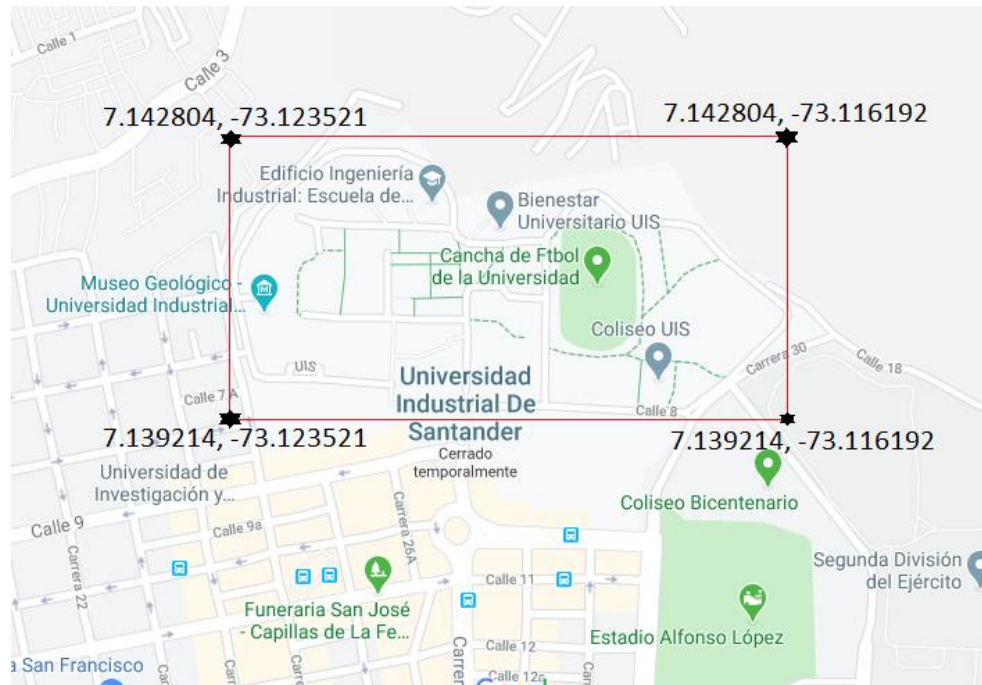 Calle 1
Calle 3
7.142804, -73.123521
7.142804, -73.116192
Edificio Ingeniería
Industrial: Escuela de...
Bienestar
Universitario UIS
Cancha de Ftbol
de la Universidad
Museo Geológico -
Universidad Industrial...
Coliseo UIS
Carrera 30
Calle 18
UIS
Calle 7A
Universidad
Industrial De
Santander
Cerrado
temporalmente
Calle 8
7.139214, -73.123521
7.139214, -73.116192
Universidad de
Investigación y...
Coliseo Bicentenario
Calle 9
Calle 9a
Carrera 26A
Carrera 22
Segunda División
del Ejército
Calle 11
Funeraria San José
- Capillas de La Fe...
Estadio Alfonso López
Calle 12
a San Francisco
Carrer
Car
Calle 12a